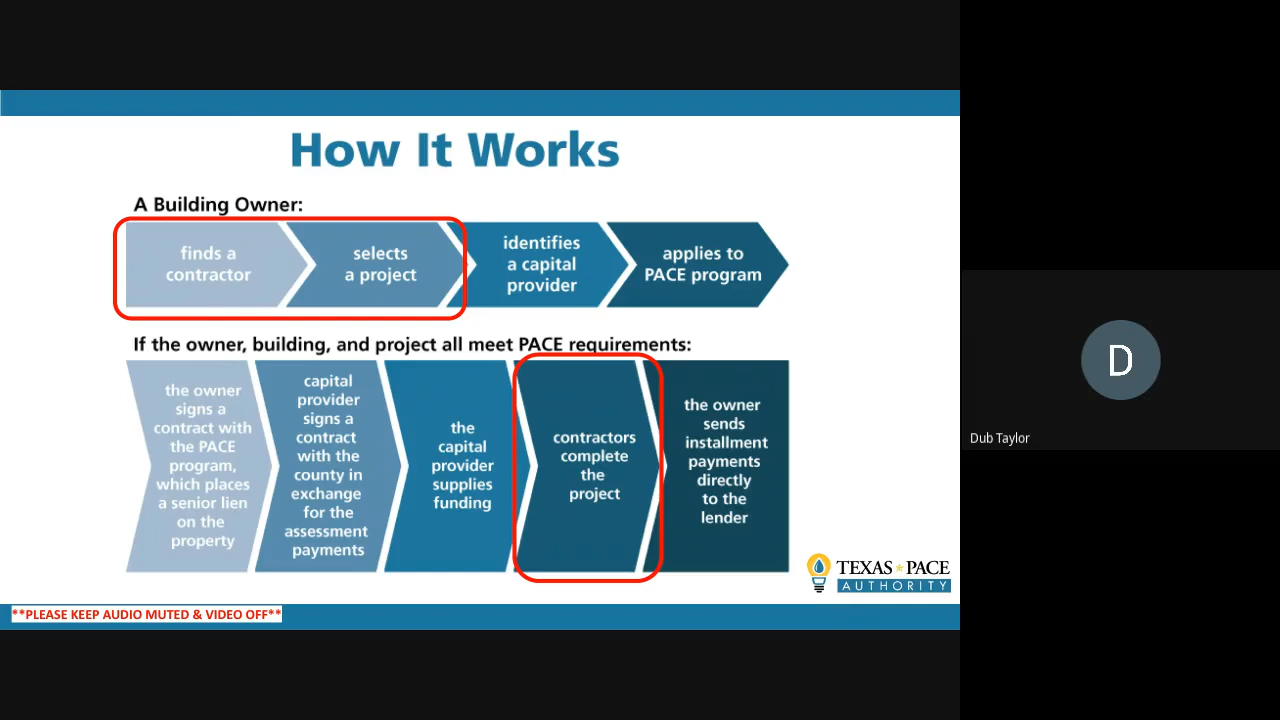 How It Works
A Building Owner:
finds a
contractor
selects
a project
identifies
a capital
provider
applies to
PACE program
If the owner, building, and project all meet PACE requirements:
the owner
signs a
contract with
the PACE
program,
which places
a senior lien
on the
property
capital
provider
signs a
contract
with the
county in
exchange
for the
assessment
payments
the
capital
provider
supplies
funding
contractors
complete
the
project
the owner
sends
installment
payments
directly
to the
lender
TEXAS PACE
AUTHORITY
**PLEASE KEEP AUDIO MUTED & VIDEO OFF**
D
Dub Taylor